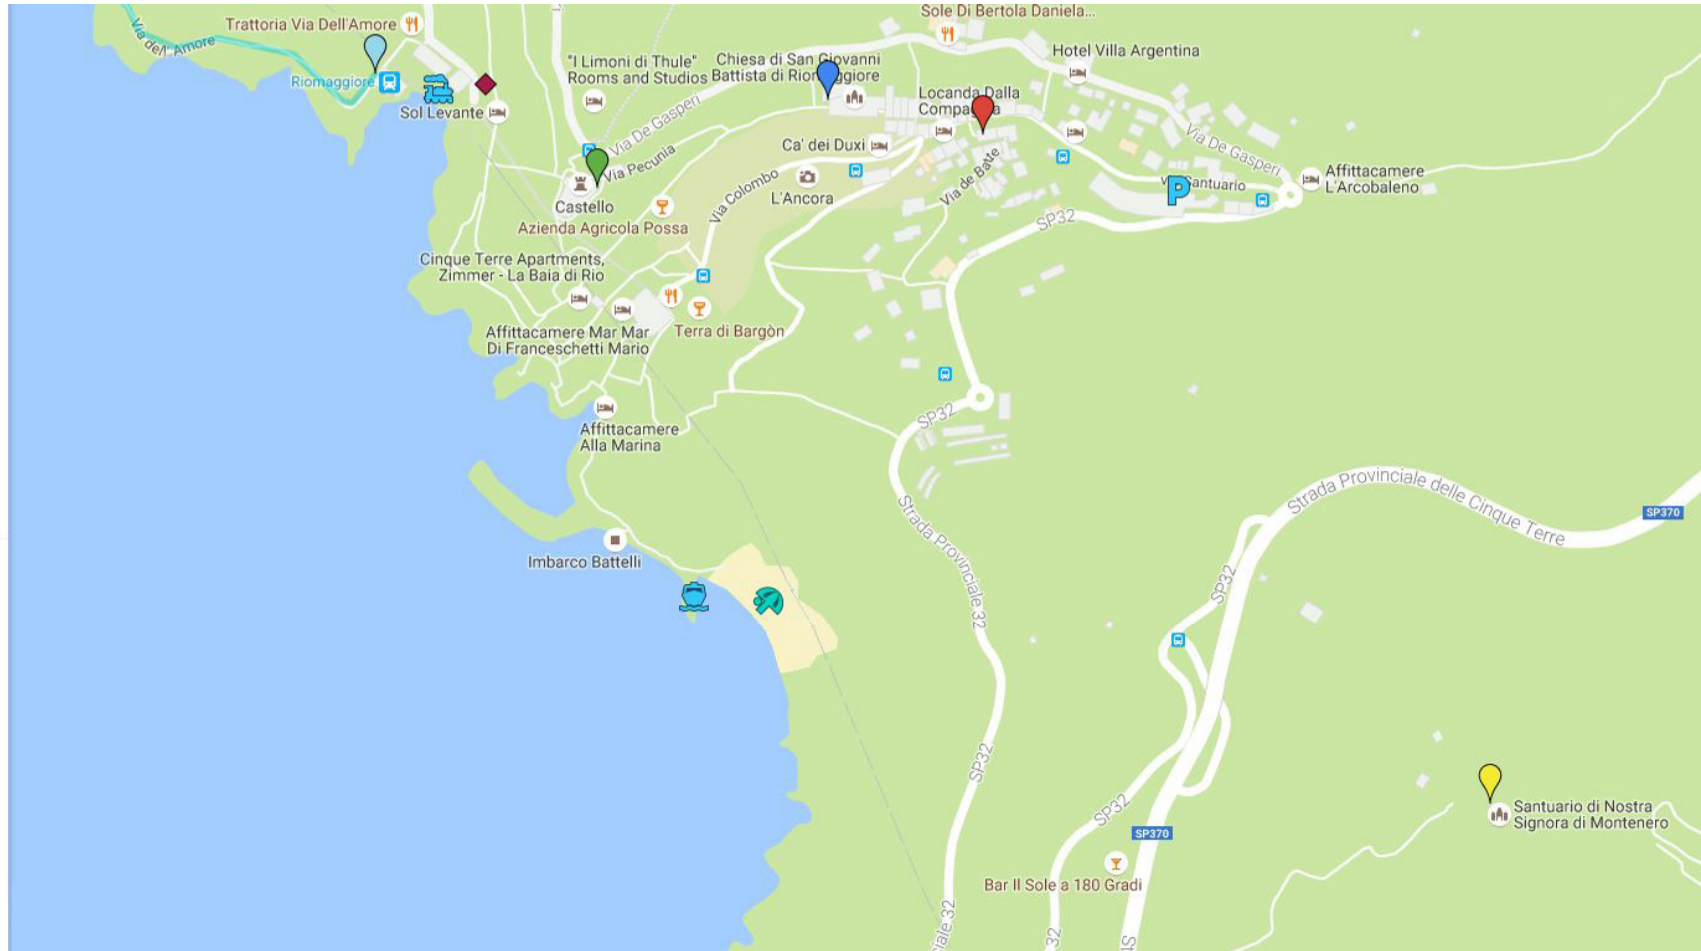 Trattoria Via Dell'Amore
Via dell' Amore
Riomaggiore
Sol Levante
"I Limoni di Thule"
Rooms and Studios
Chiesa di San Giovanni
Battista di Riomaggiore
Sole Di Bertola Daniela...
Hotel Villa Argentina
Locanda Dalla
Compagnia
Via De Gasperi
Via Pecunia
Castello
Azienda Agricola Possa
Ca' dei Duxi
L'Ancora
Via Colombo
Via de Batte
Via De Gasperi
Via Santuario
P
Affittacamere
L'Arcobaleno
SP32
Cinque Terre Apartments,
Zimmer - La Baia di Rio
Affittacamere Mar Mar
Di Franceschetti Mario
Terra di Bargòn
Affittacamere
Alla Marina
SP32
Strada Provinciale delle Cinque Terre
SP370
Strada Provinciale 32
Imbarco Battelli
SP32
SP32
SP32
SP370
Santuario di Nostra
Signora di Montenero
Bar Il Sole a 180 Gradi
iale 32
32
4S